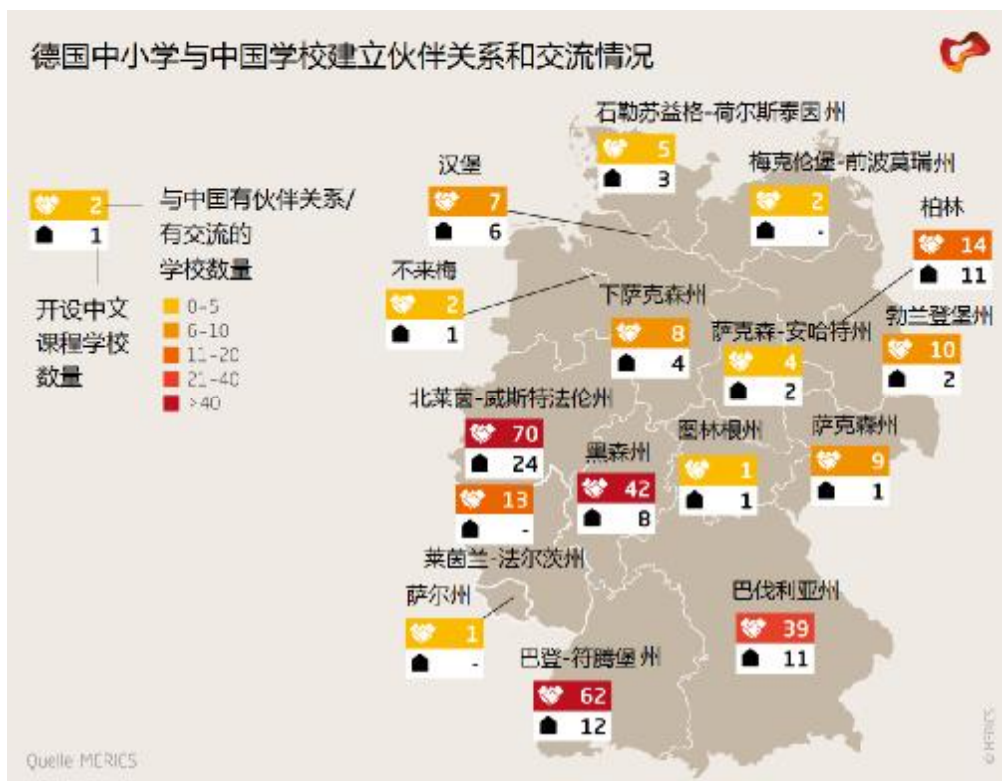 德国中小学与中国学校建立伙伴关系和交流情况
石勒苏益格-荷尔斯泰因州
5
3
汉堡
7
6
梅克伦堡-前波莫瑞州
2
-
柏林
14
11
2
1
与中国有伙伴关系/
有交流的
学校数量
0-5
6-10
11-20
21-40
>40
开设中文
课程学校
数量
不来梅
2
1
下萨克森州
8
4
萨克森-安哈特州
4
2
勃兰登堡州
10
2
北莱茵-威斯特法伦州
70
24
黑森州
42
8
图林根州
1
1
萨克森州
9
1
13
-
莱茵兰-法尔茨州
萨尔州
1
-
巴伐利亚州
39
11
巴登-符腾堡 州
62
12
Quelle MERICS
© MERICS